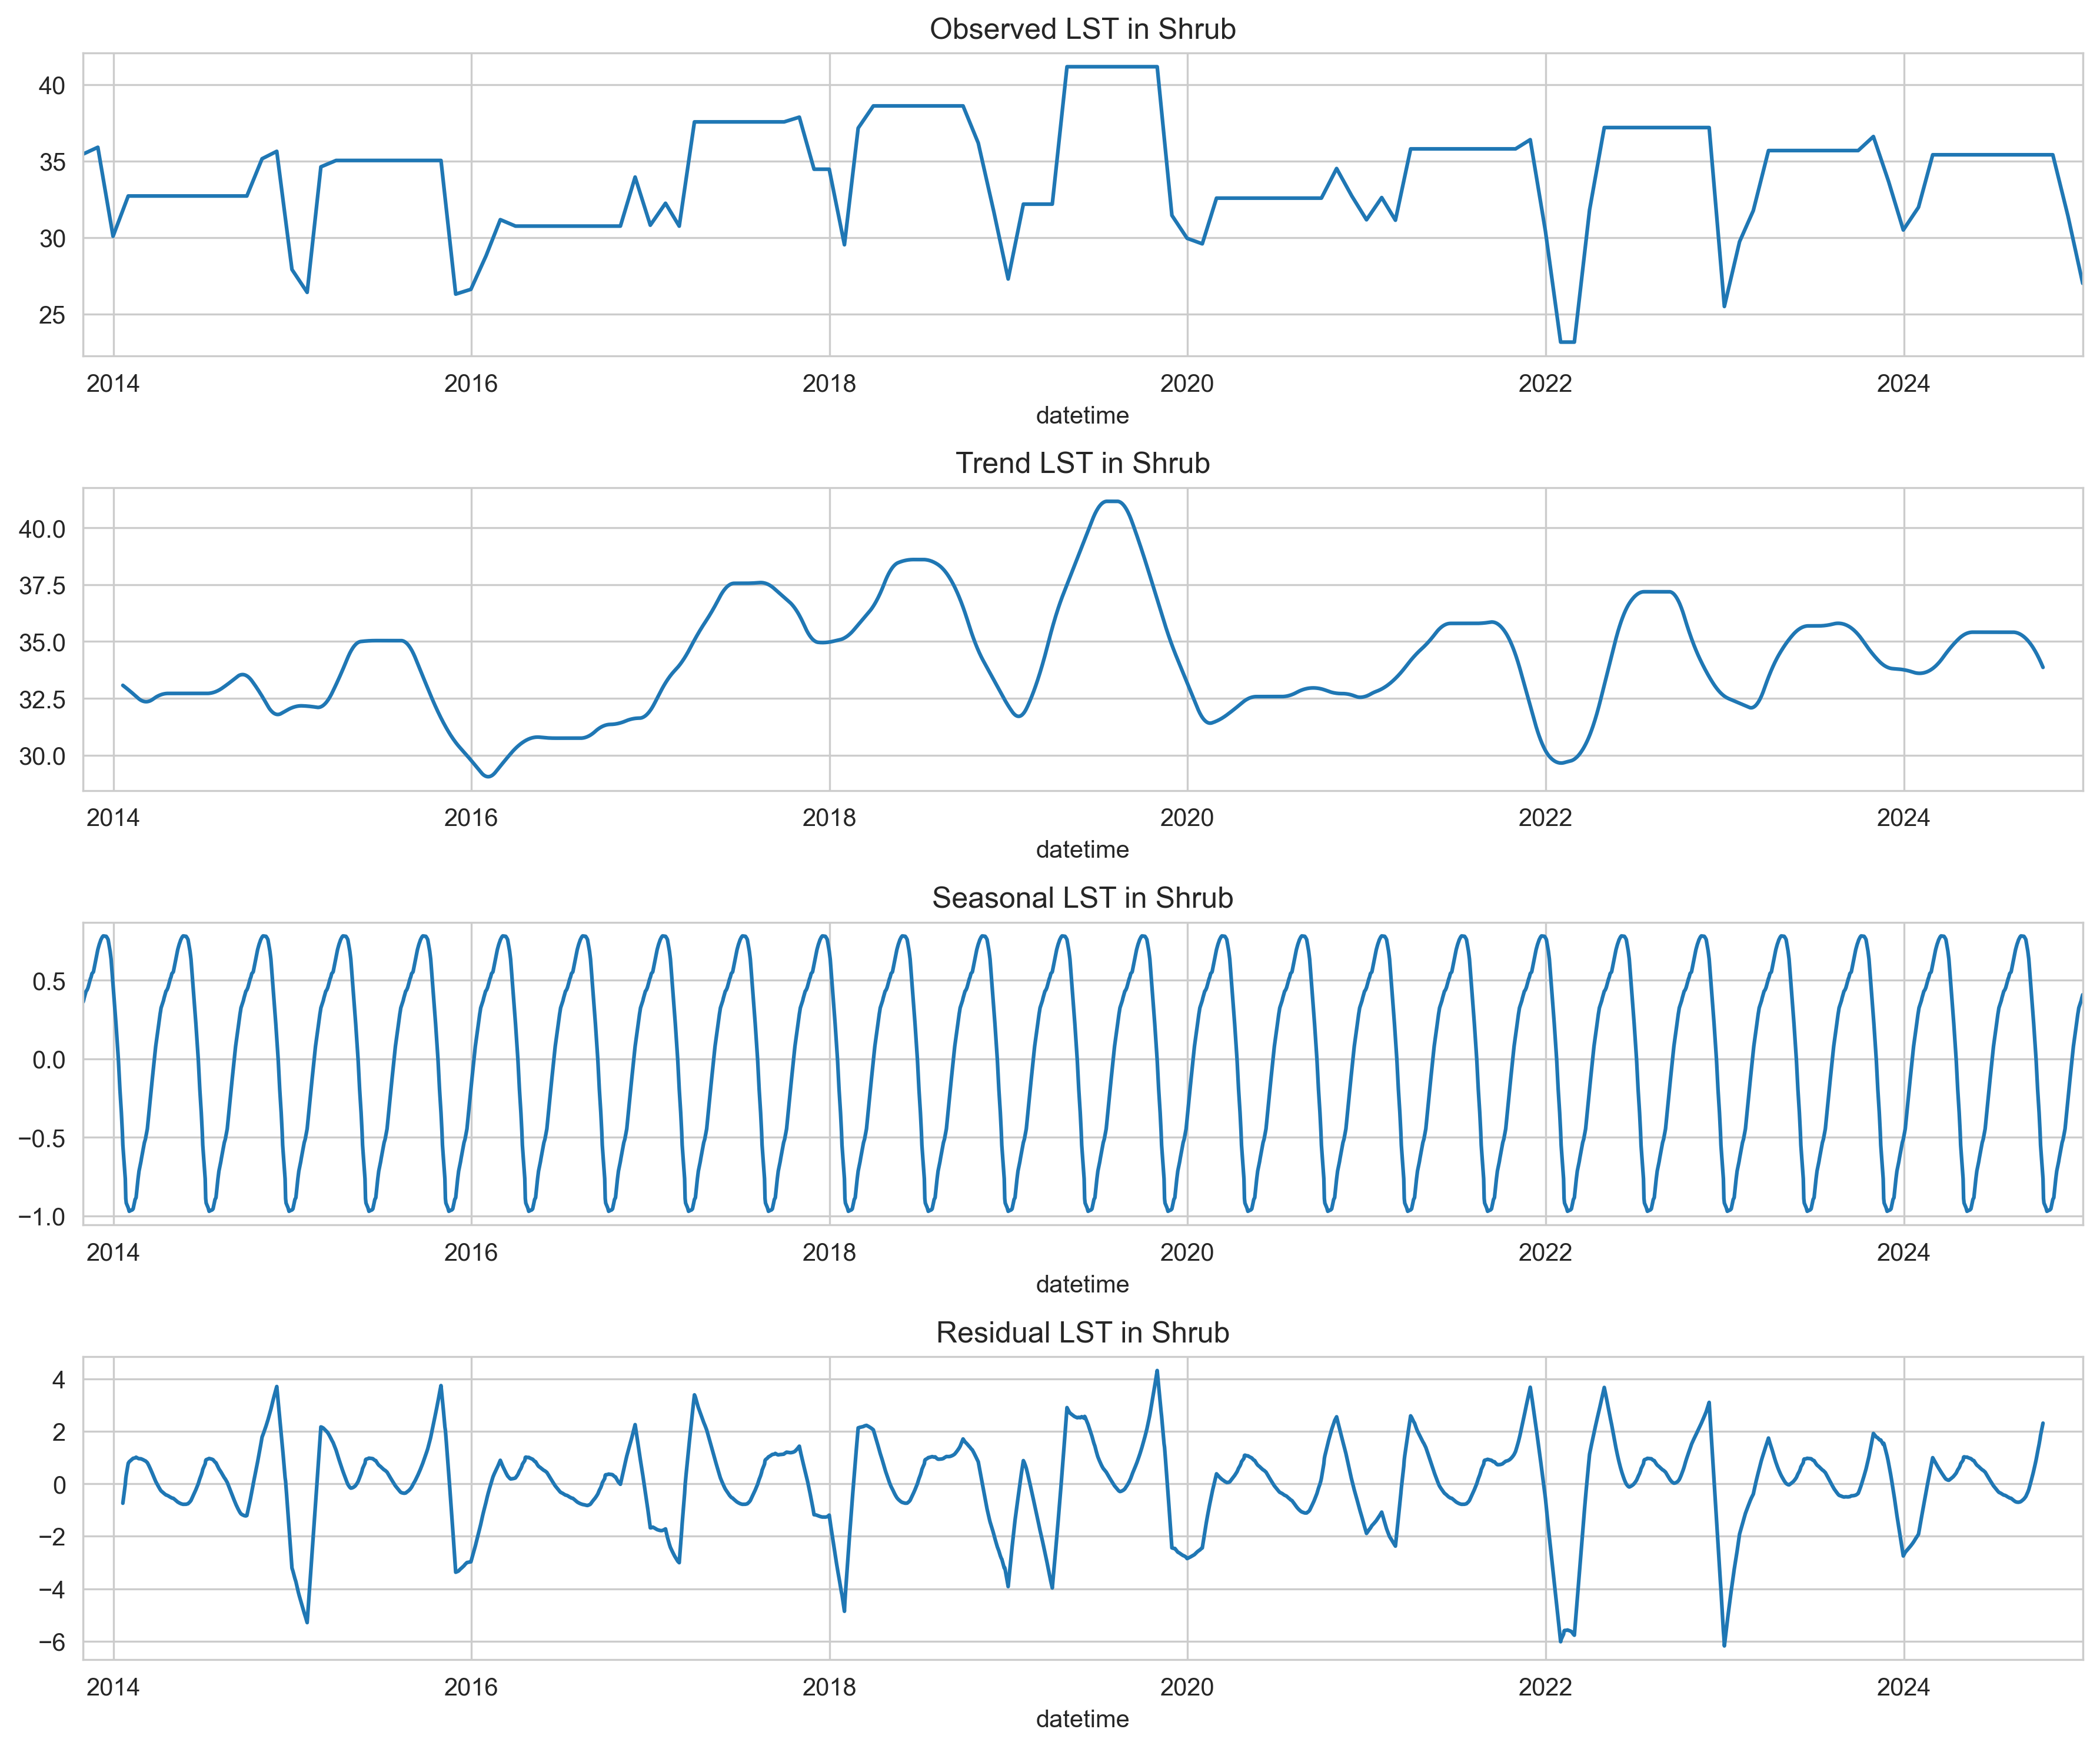 Observed LST in Shrub
40
35
30
25
2014 2016 2018 2020 2022 2024
datetime
Trend LST in Shrub
40.0
37.5
35.0
32.5
30.0
2014 2016 2018 2020 2022 2024
datetime
Seasonal LST in Shrub
0.5
0.0
−0.5
−1.0
2014 2016 2018 2020 2022 2024
datetime
Residual LST in Shrub
4
2
0
−2
−4
−6
2014 2016 2018 2020 2022 2024
datetime